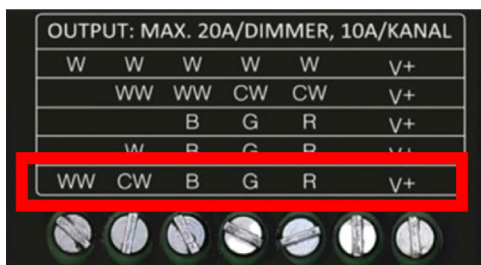 OUTPUT: MAX. 20A/DIMMER, 10A/KANAL
W W W W W V+
WW WW CW CW V+
B G R V+
W B G R V+
WW CW B G R V+